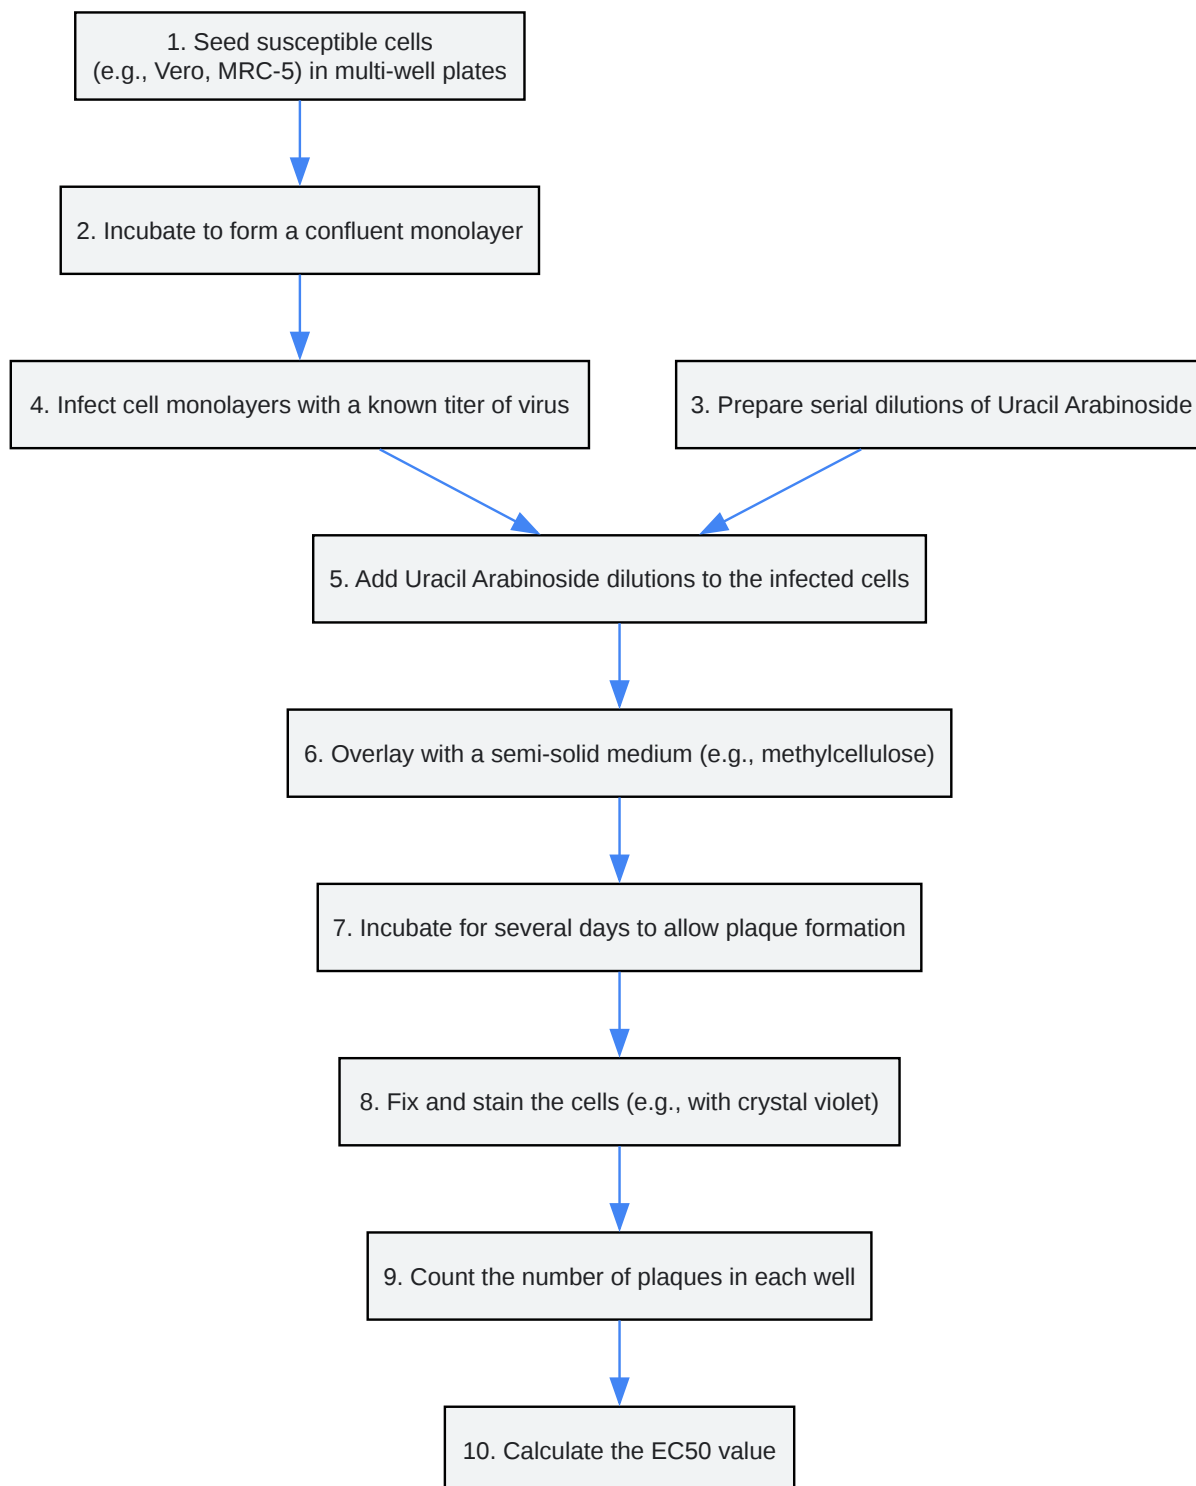 1. Seed susceptible cells
(e.g., Vero, MRC-5) in multi-well plates
2. Incubate to form a confluent monolayer
4. Infect cell monolayers with a known titer of virus
3. Prepare serial dilutions of Uracil Arabinoside
5. Add Uracil Arabinoside dilutions to the infected cells
6. Overlay with a semi-solid medium (e.g., methylcellulose)
7. Incubate for several days to allow plaque formation
8. Fix and stain the cells (e.g., with crystal violet)
9. Count the number of plaques in each well
10. Calculate the EC50 value